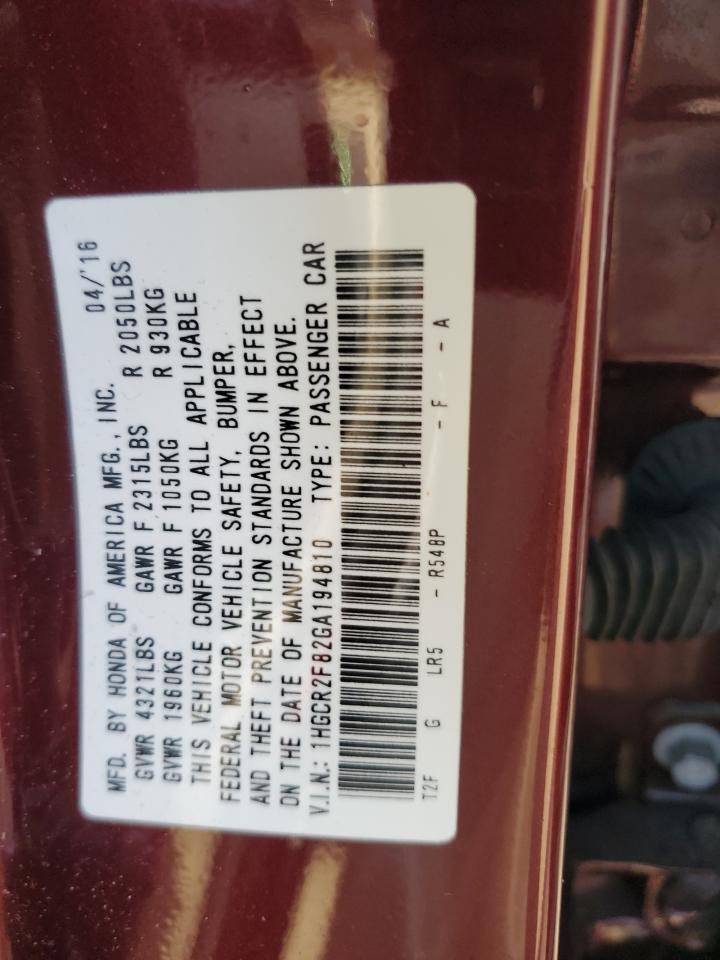 MFD. BY HONDA OF AMERICA MFG., INC. 04/'16
GVWR 4321LBS GAWR F 2315LBS R 2050LBS
GVWR 1960KG GAWR F 1050KG R 930KG
THIS VEHICLE CONFORMS TO ALL APPLICABLE
FEDERAL MOTOR VEHICLE SAFETY, BUMPER,
AND THEFT PREVENTION STANDARDS IN EFFECT
ON THE DATE OF MANUFACTURE SHOWN ABOVE.
V.I.N.: 1HGCR2F82GA194810 TYPE: PASSENGER CAR
T2F G LR5 - R548P - F - A